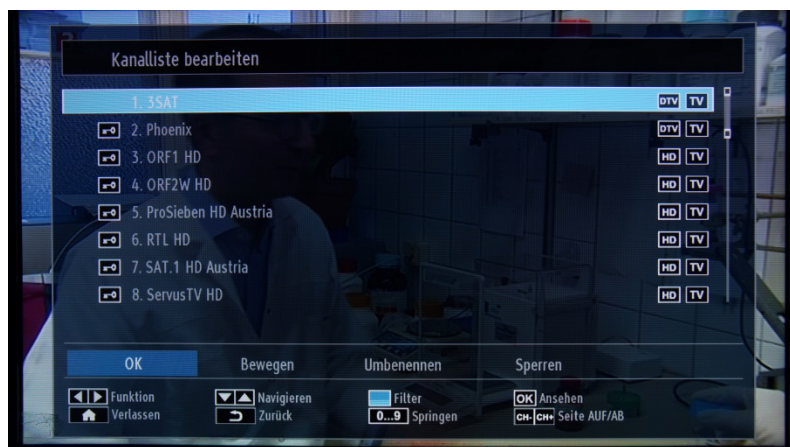 Kanalliste bearbeiten
1. 3SAT DTV TV
2. Phoenix DTV TV
3. ORF1 HD HD TV
4. ORF2W HD HD TV
5. ProSieben HD Austria HD TV
6. RTL HD HD TV
7. SAT.1 HD Austria HD TV
8. ServusTV HD HD TV
OK Bewegen Umbenennen Sperren
Funktion Navigieren Filter OK Ansehen
Verlassen Zurück 0...9 Springen CH- CH+ Seite AUF/AB